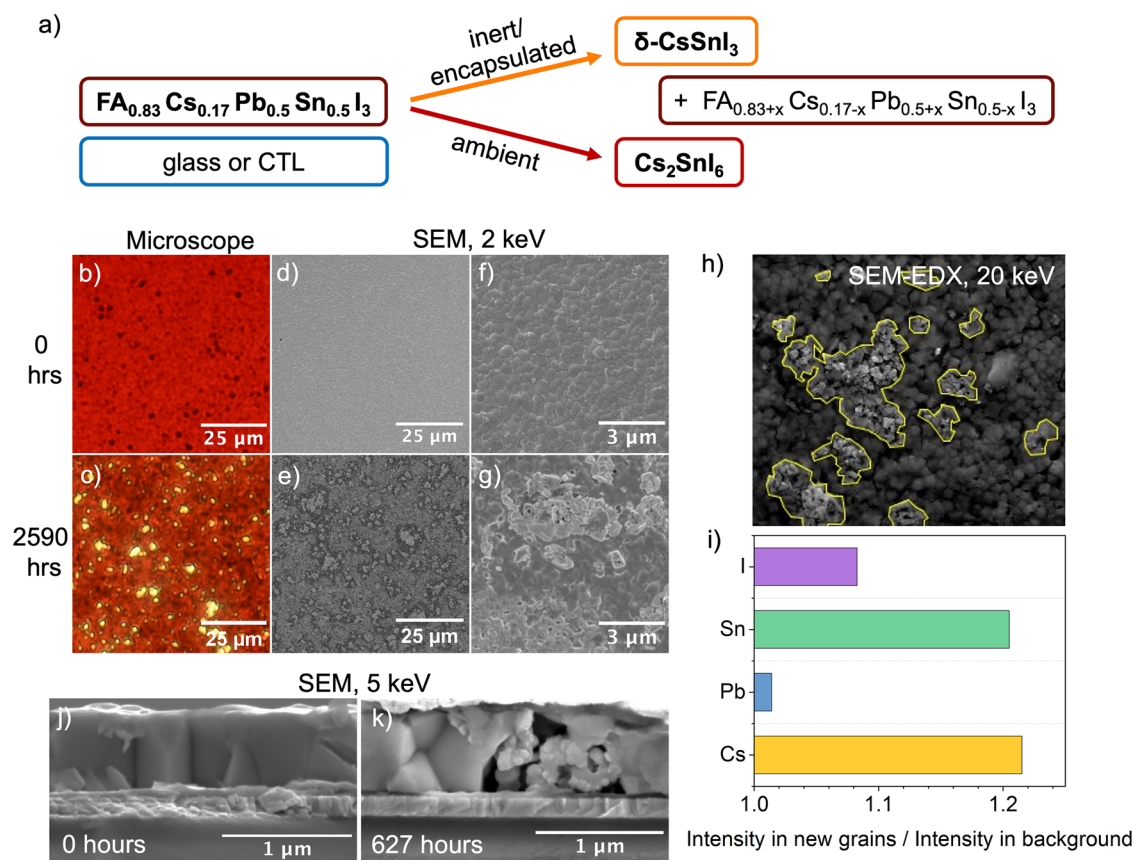 a)
inert/
encapsulated
δ-CsSnI₃
FA₀.₈₃ Cs₀.₁₇ Pb₀.₅ Sn₀.₅ I₃
+ FA₀.₈₃₊ₓ Cs₀.₁₇₋ₓ Pb₀.₅₊ₓ Sn₀.₅₋ₓ I₃
glass or CTL
ambient
Cs₂SnI₆
Microscope
SEM, 2 keV
b)
d)
f)
0
hrs
25 µm
25 µm
3 µm
c)
e)
g)
2590
hrs
25 µm
25 µm
3 µm
h)
SEM-EDX, 20 keV
i)
I
Sn
Pb
Cs
1.0
1.1
1.2
Intensity in new grains / Intensity in background
SEM, 5 keV
j)
k)
0 hours
1 µm
627 hours
1 µm